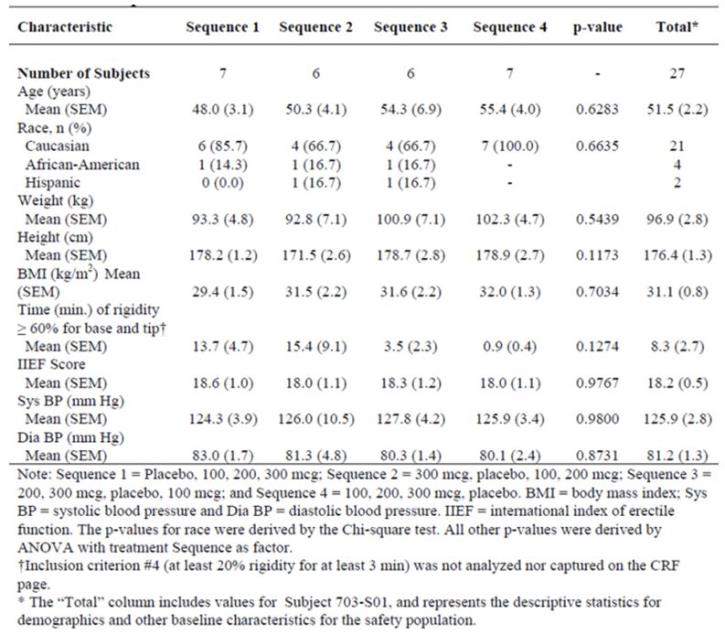 Characteristic Sequence 1 Sequence 2 Sequence 3 Sequence 4 p-value Total*
Number of Subjects 7 6 6 7 - 27
Age (years)
Mean (SEM) 48.0 (3.1) 50.3 (4.1) 54.3 (6.9) 55.4 (4.0) 0.6283 51.5 (2.2)
Race, n (%)
Caucasian 6 (85.7) 4 (66.7) 4 (66.7) 7 (100.0) 0.6635 21
African-American 1 (14.3) 1 (16.7) 1 (16.7) - 4
Hispanic 0 (0.0) 1 (16.7) 1 (16.7) - 2
Weight (kg)
Mean (SEM) 93.3 (4.8) 92.8 (7.1) 100.9 (7.1) 102.3 (4.7) 0.5439 96.9 (2.8)
Height (cm)
Mean (SEM) 178.2 (1.2) 171.5 (2.6) 178.7 (2.8) 178.9 (2.7) 0.1173 176.4 (1.3)
BMI (kg/m²) Mean
(SEM) 29.4 (1.5) 31.5 (2.2) 31.6 (2.2) 32.0 (1.3) 0.7034 31.1 (0.8)
Time (min.) of rigidity
≥ 60% for base and tip†
Mean (SEM) 13.7 (4.7) 15.4 (9.1) 3.5 (2.3) 0.9 (0.4) 0.1274 8.3 (2.7)
IIEF Score
Mean (SEM) 18.6 (1.0) 18.0 (1.1) 18.3 (1.2) 18.0 (1.1) 0.9767 18.2 (0.5)
Sys BP (mm Hg)
Mean (SEM) 124.3 (3.9) 126.0 (10.5) 127.8 (4.2) 125.9 (3.4) 0.9800 125.9 (2.8)
Dia BP (mm Hg)
Mean (SEM) 83.0 (1.7) 81.3 (4.8) 80.3 (1.4) 80.1 (2.4) 0.8731 81.2 (1.3)
Note: Sequence 1 = Placebo, 100, 200, 300 mcg; Sequence 2 = 300 mcg, placebo, 100, 200 mcg; Sequence 3 =
200, 300 mcg, placebo, 100 mcg; and Sequence 4 = 100, 200, 300 mcg, placebo. BMI = body mass index; Sys
BP = systolic blood pressure and Dia BP = diastolic blood pressure. IIEF = international index of erectile
function. The p-values for race were derived by the Chi-square test. All other p-values were derived by
ANOVA with treatment Sequence as factor.
†Inclusion criterion #4 (at least 20% rigidity for at least 3 min) was not analyzed nor captured on the CRF
page.
* The “Total” column includes values for Subject 703-S01, and represents the descriptive statistics for
demographics and other baseline characteristics for the safety population.